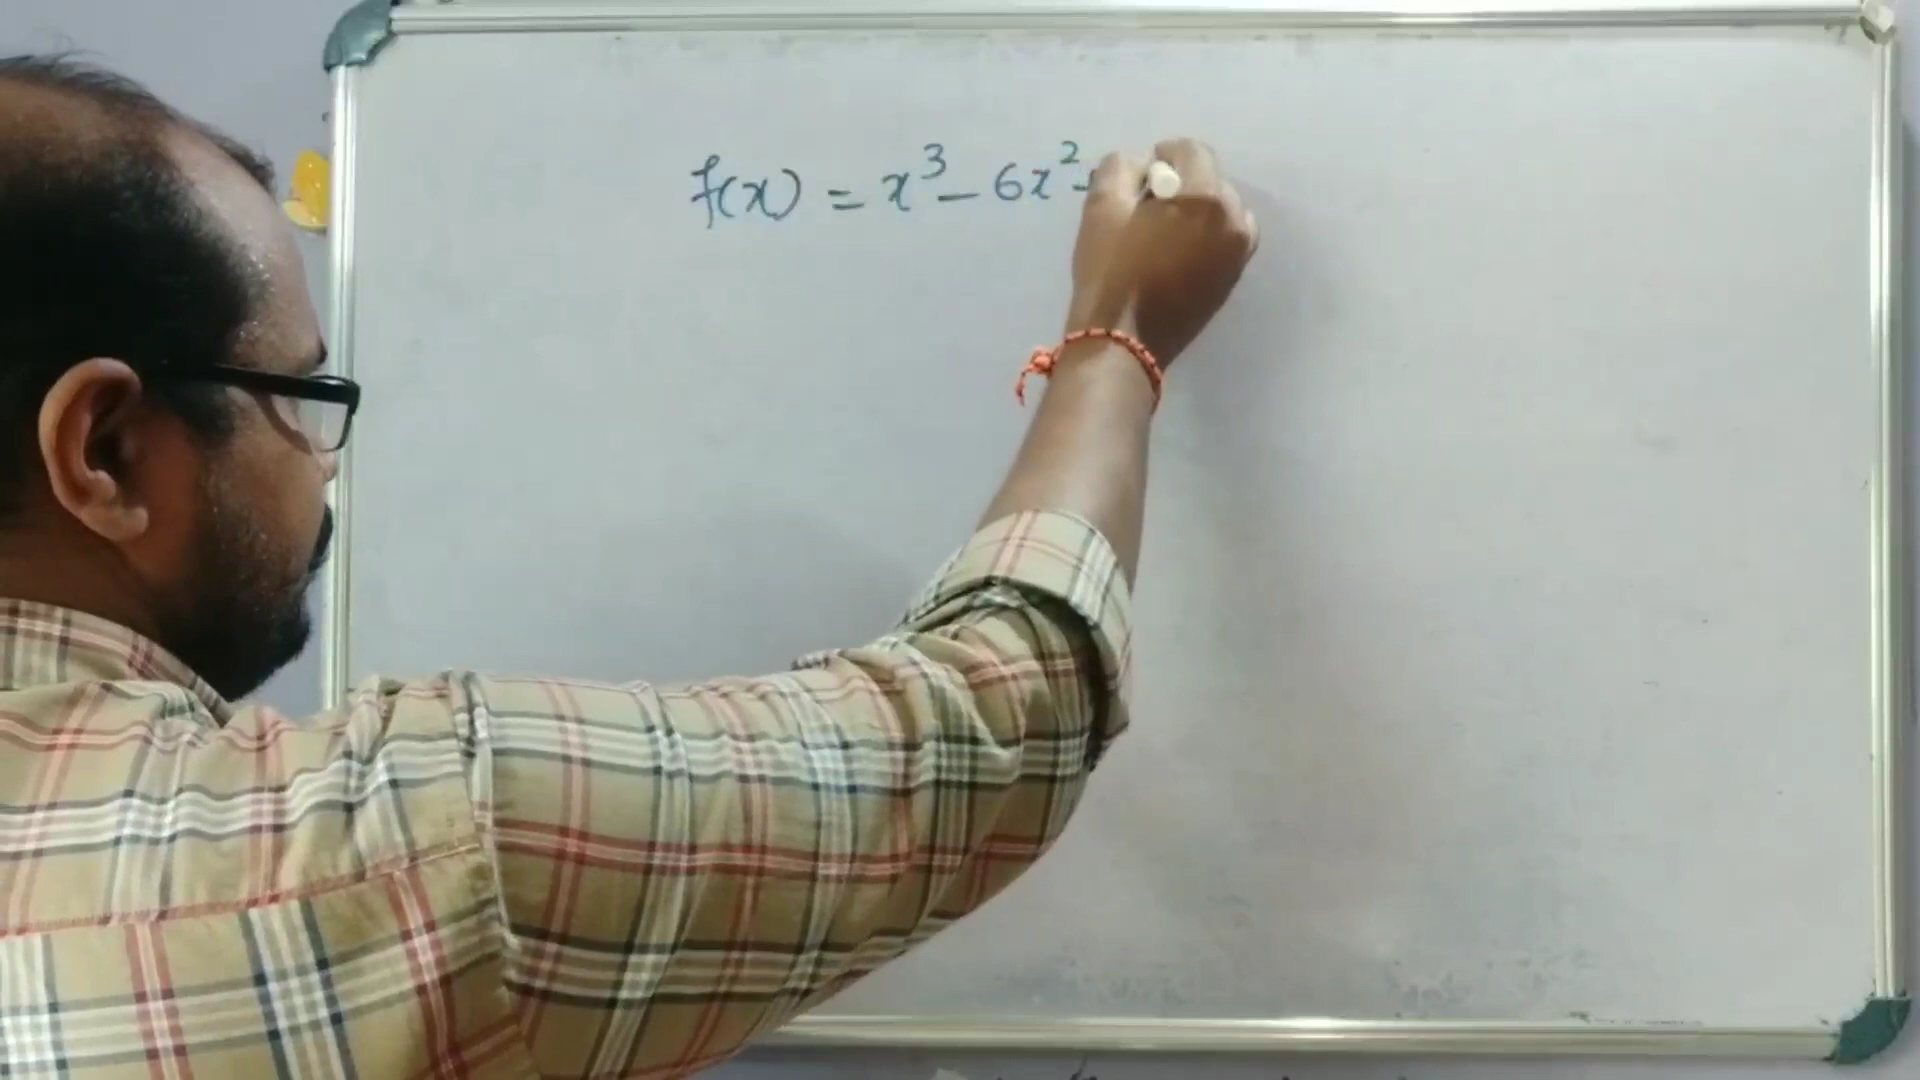 f(x) = x³ - 6x²